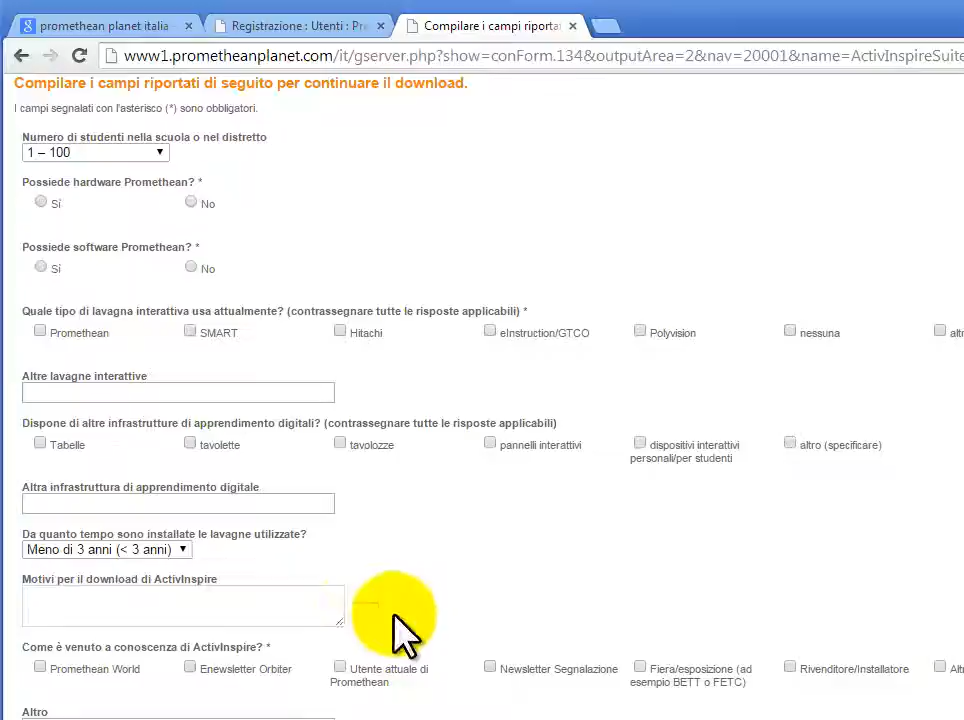 promethean planet italia
Registrazione : Utenti : Pr
Compilare i campi riporta
www1.prometheanplanet.com/it/gserver.php?show=conForm.134&outputArea=2&nav=20001&name=ActivInspireSuite
Compilare i campi riportati di seguito per continuare il download.
I campi segnalati con l'asterisco (*) sono obbligatori.
Numero di studenti nella scuola o nel distretto
1 – 100
Possiede hardware Promethean? *
Sì No
Possiede software Promethean? *
Sì No
Quale tipo di lavagna interattiva usa attualmente? (contrassegnare tutte le risposte applicabili) *
Promethean SMART Hitachi eInstruction/GTCO Polyvision nessuna
Altre lavagne interattive
Dispone di altre infrastrutture di apprendimento digitali? (contrassegnare tutte le risposte applicabili)
Tabelle tavolette tavolozze pannelli interattivi dispositivi interattivi altro (specificare)
personali/per studenti
Altra infrastruttura di apprendimento digitale
Da quanto tempo sono installate le lavagne utilizzate?
Meno di 3 anni (< 3 anni)
Motivi per il download di ActivInspire
Come è venuto a conoscenza di ActivInspire? *
Promethean World Enewsletter Orbiter Utente attuale di Newsletter Segnalazione Fiera/esposizione (ad Rivenditore/Installatore
Promethean esempio BETT o FETC)
Altro